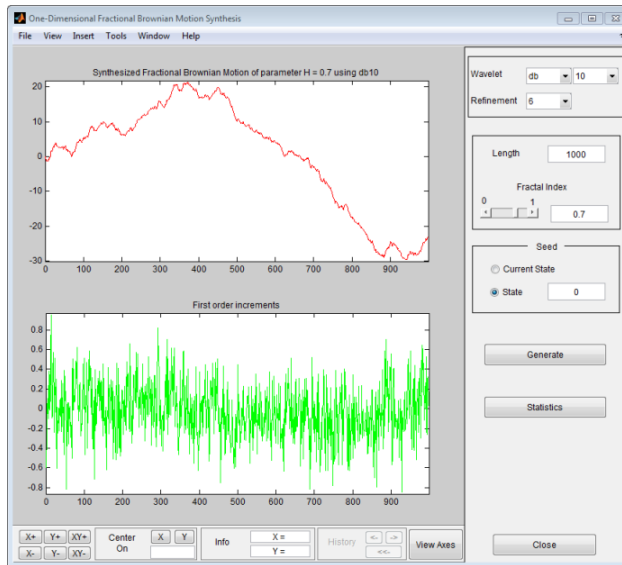 One-Dimensional Fractional Brownian Motion Synthesis
File View Insert Tools Window Help
Synthesized Fractional Brownian Motion of parameter H = 0.7 using db10
20
10
0
-10
-20
-30
0 100 200 300 400 500 600 700 800 900
First order increments
0.8
0.6
0.4
0.2
0
-0.2
-0.4
-0.6
-0.8
0 100 200 300 400 500 600 700 800 900
Wavelet db 10
Refinement 6
Length 1000
Fractal Index
0 1
0.7
Seed
Current State
State 0
Generate
Statistics
X+ Y+ XY+
X- Y- XY-
Center
On
X Y
Info
X =
Y =
History
<- ->
<<-
View Axes
Close